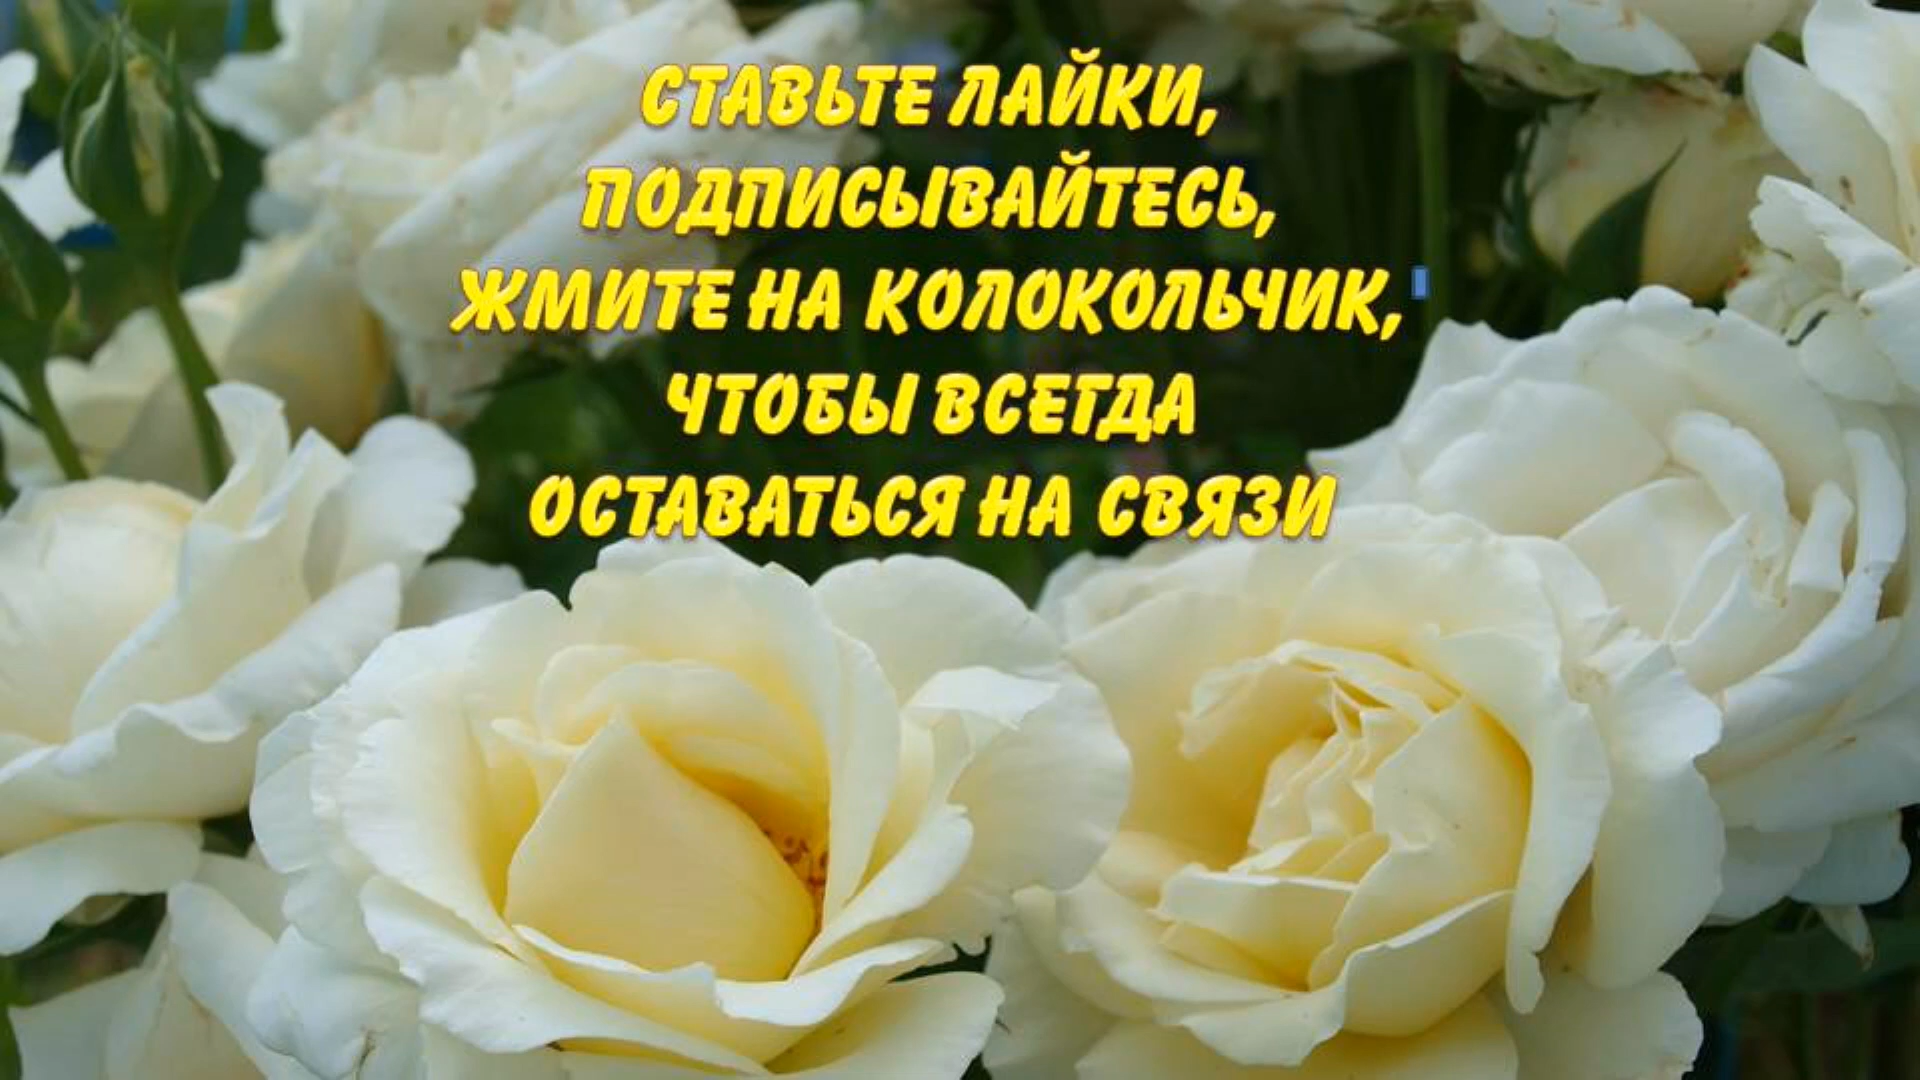 СТАВЬТЕ ЛАЙКИ,
ПОДПИСЫВАЙТЕСЬ,
ЖМИТЕ НА КОЛОКОЛЬЧИК,
ЧТОБЫ ВСЕГДА
ОСТАВАТЬСЯ НА СВЯЗИ